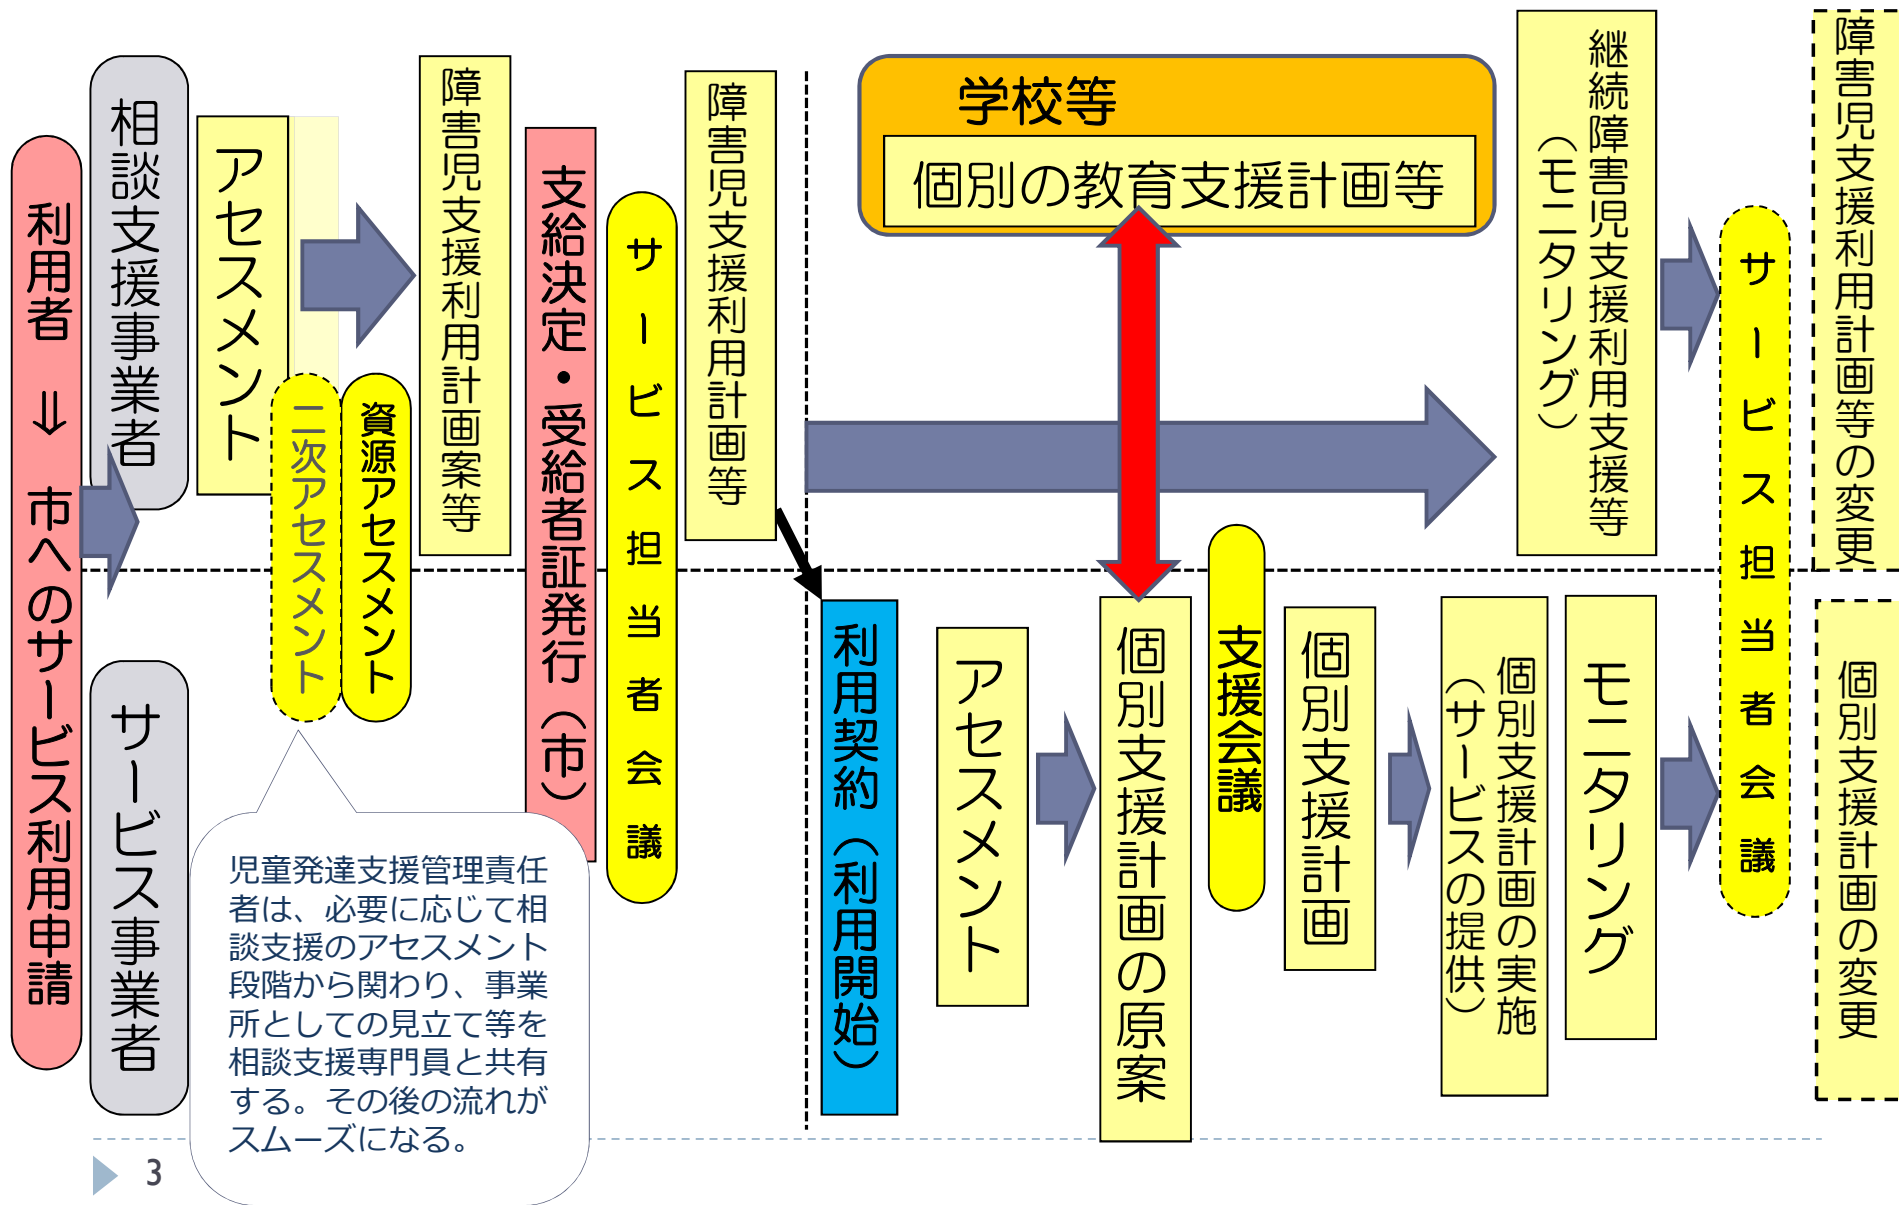 利用者 ⇒ 市へのサービス利用申請
相談支援事業者
アセスメント
二次アセスメント
資源アセスメント
障害児支援利用計画案等
支給決定・受給者証発行（市）
サービス担当者会議
障害児支援利用計画等
学校等
個別の教育支援計画等
継続障害児支援利用支援等
（モニタリング）
サービス担当者会議
障害児支援利用計画等の変更
サービス事業者
児童発達支援管理責任
者は、必要に応じて相
談支援のアセスメント
段階から関わり、事業
所としての見立て等を
相談支援専門員と共有
する。その後の流れが
スムーズになる。
利用契約（利用開始）
アセスメント
個別支援計画の原案
支援会議
個別支援計画
個別支援計画の実施
（サービスの提供）
モニタリング
個別支援計画の変更
3